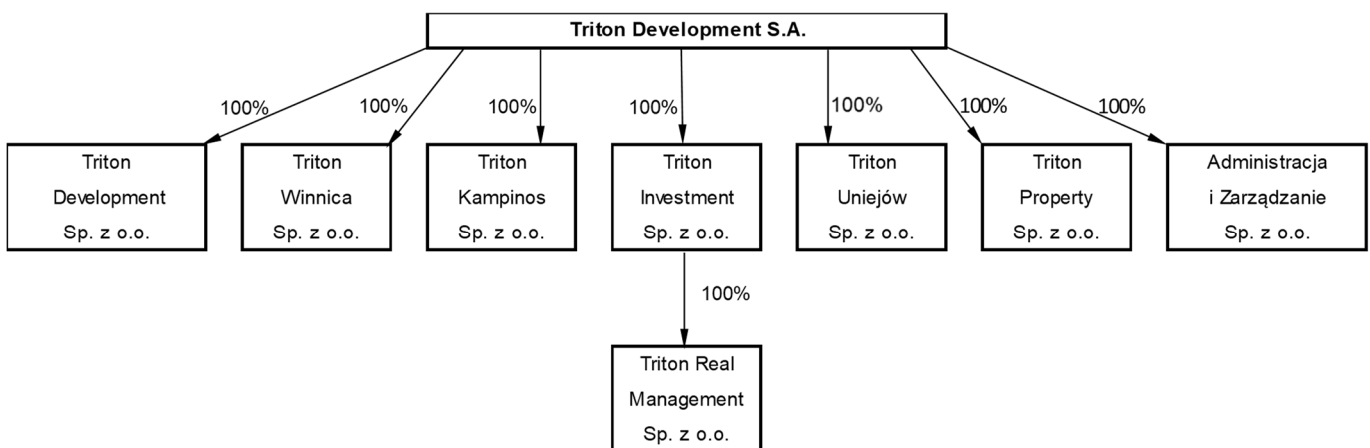 Triton Development S.A.
100%
100%
100%
100%
100%
100%
100%
Triton
Development
Sp. z o.o.
Triton
Winnica
Sp. z o.o.
Triton
Kampinos
Sp. z o.o.
Triton
Investment
Sp. z o.o.
Triton
Uniejów
Sp. z o.o.
Triton
Property
Sp. z o.o.
Administracja
i Zarządzanie
Sp. z o.o.
100%
Triton Real
Management
Sp. z o.o.